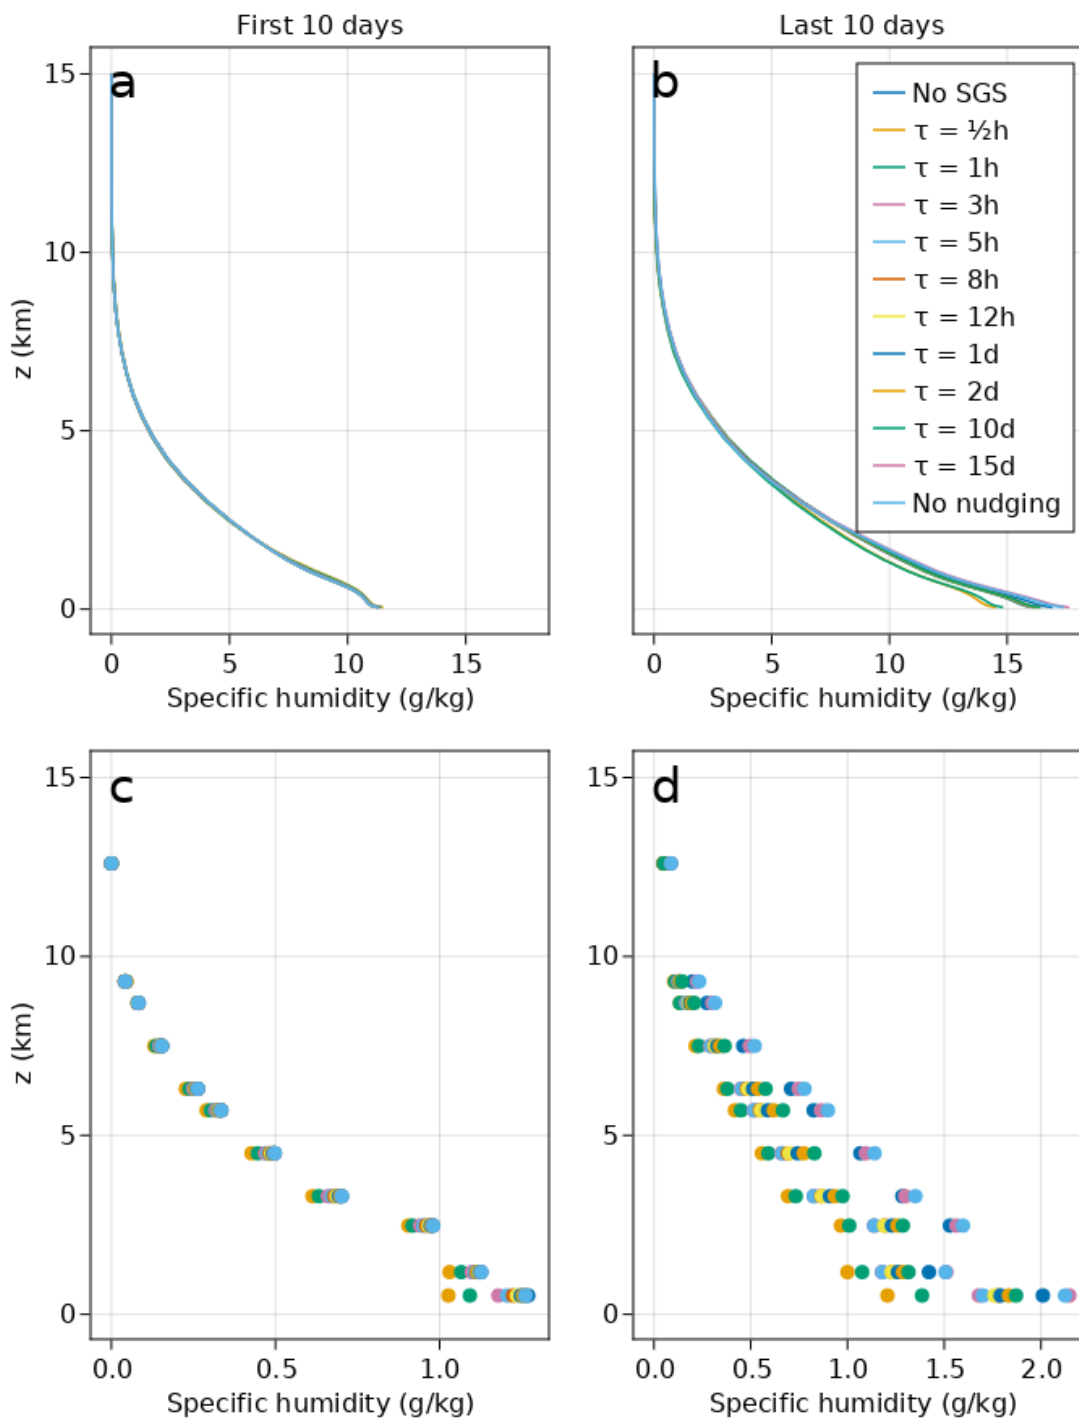 First 10 days
Last 10 days
a
b
No SGS
τ = ½h
τ = 1h
τ = 3h
τ = 5h
τ = 8h
τ = 12h
τ = 1d
τ = 2d
τ = 10d
τ = 15d
No nudging
15
10
5
0
z (km)
0 5 10 15
0 5 10 15
Specific humidity (g/kg)
Specific humidity (g/kg)
c
d
15
10
5
0
15
10
5
0
z (km)
0.0 0.5 1.0
0.0 0.5 1.0 1.5 2.0
Specific humidity (g/kg)
Specific humidity (g/kg)